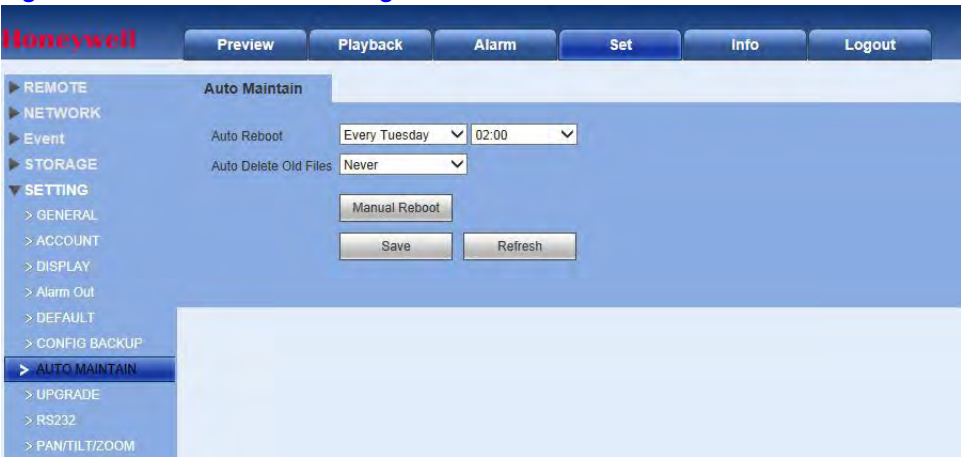 Honeywell
Preview
Playback
Alarm
Set
Info
Logout
REMOTE
NETWORK
Event
STORAGE
SETTING
> GENERAL
> ACCOUNT
> DISPLAY
> Alarm Out
> DEFAULT
> CONFIG BACKUP
> AUTO MAINTAIN
> UPGRADE
> RS232
> PAN/TILT/ZOOM
Auto Maintain
Auto Reboot Every Tuesday 02:00
Auto Delete Old Files Never
Manual Reboot
Save Refresh